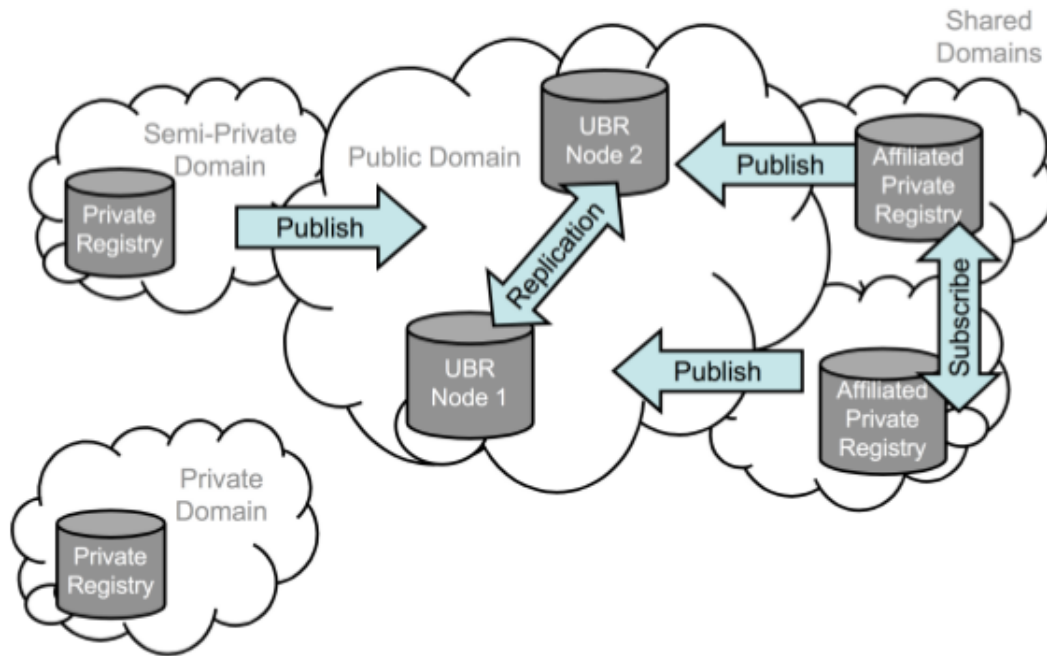 Shared
Domains
Semi-Private
Domain
Private
Registry
Publish
Public Domain
UBR
Node 2
Replication
UBR
Node 1
Publish
Affiliated
Private
Registry
Subscribe
Publish
Affiliated
Private
Registry
Private
Domain
Private
Registry